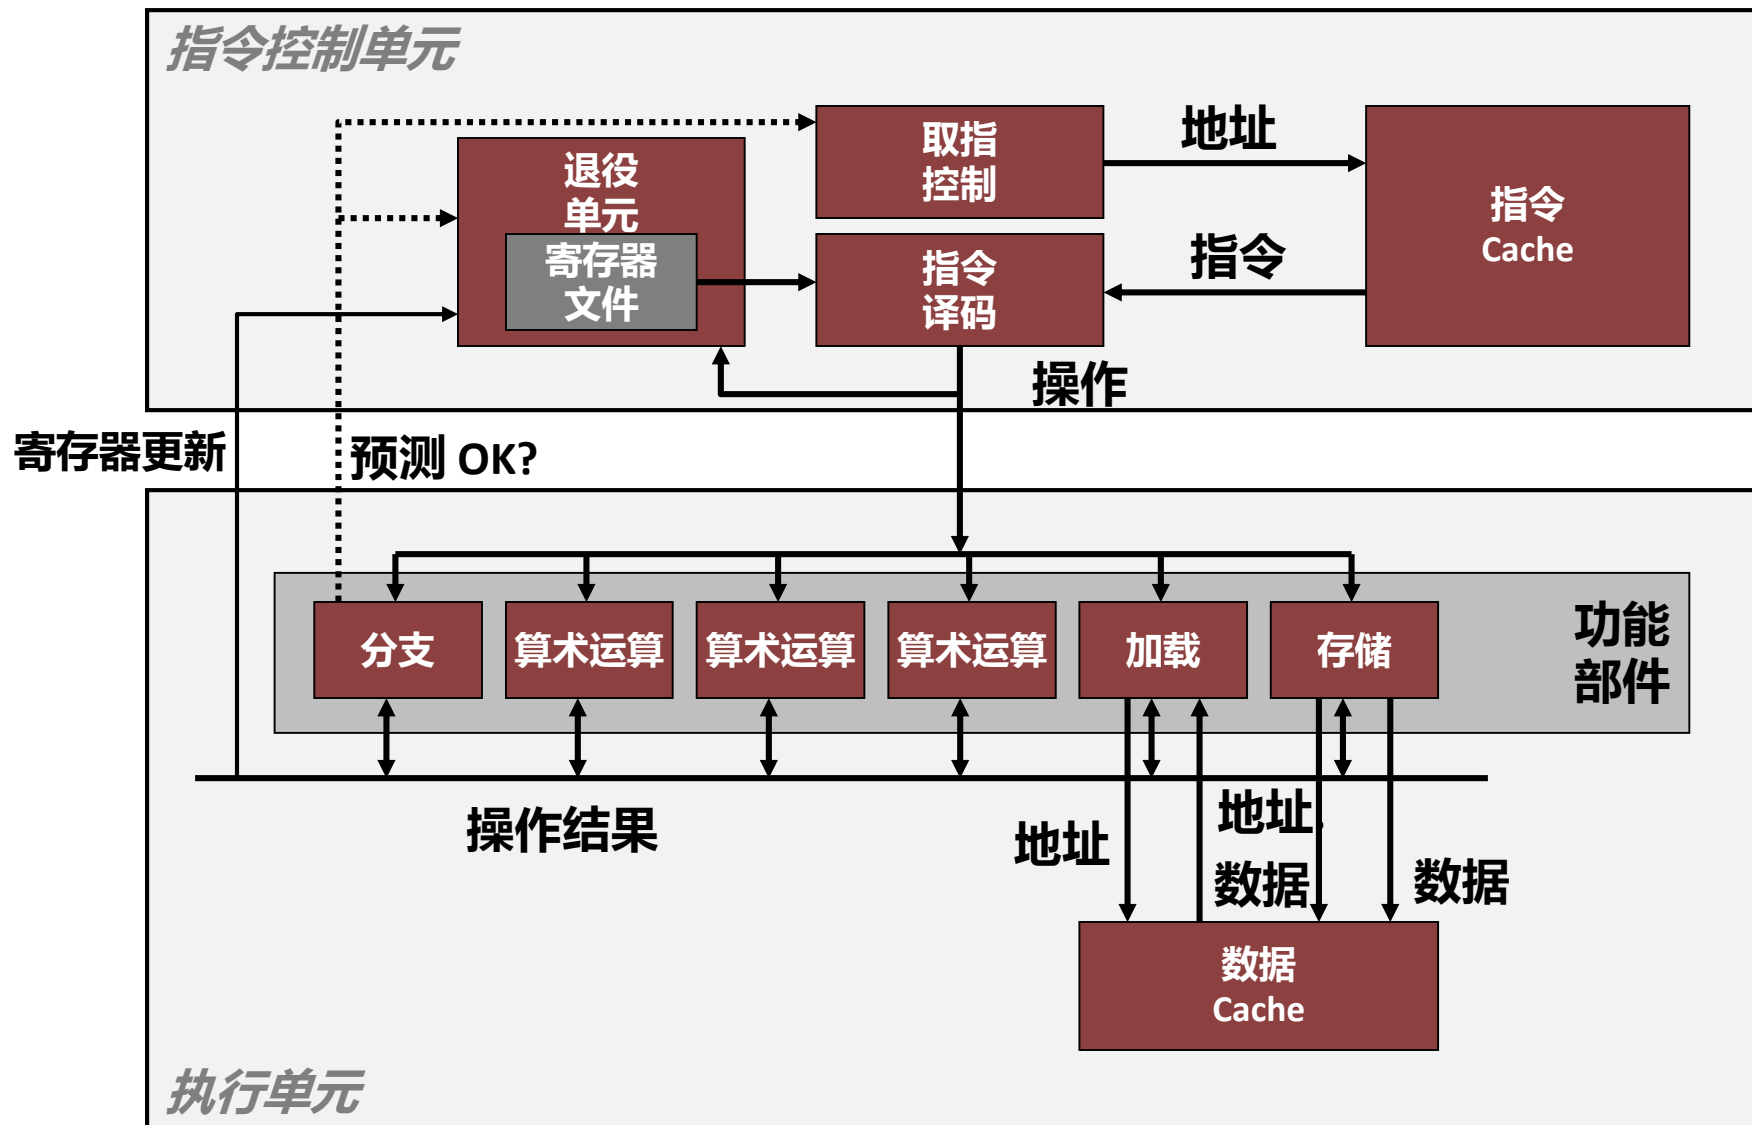 指令控制单元
取指
控制
地址
指令
Cache
退役
单元
寄存器
文件
指令
译码
指令
操作
寄存器更新
预测 OK?
功能
部件
分支
算术运算
算术运算
算术运算
加载
存储
操作结果
地址
地址.
数据
数据
数据
Cache
执行单元